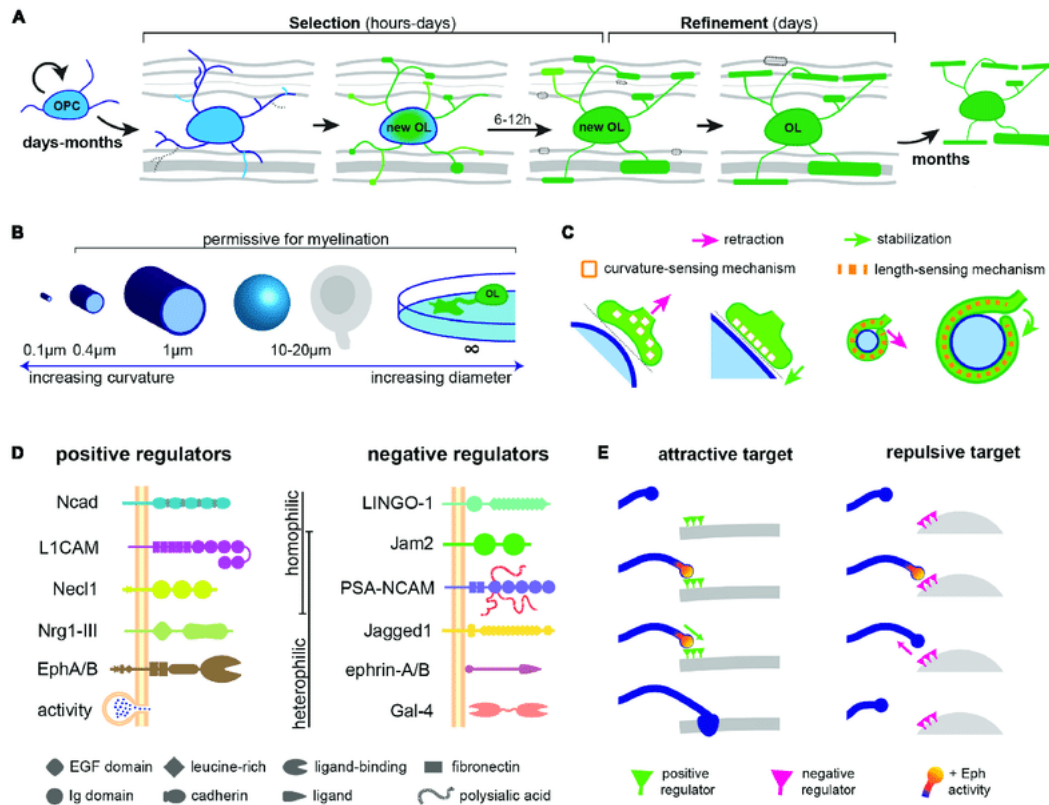 A
Selection (hours-days)
Refinement (days)
OPC
days-months
new OL
6-12h
new OL
OL
months
B
permissive for myelination
OL
0.1µm
0.4µm
1µm
10-20µm
∞
increasing curvature
increasing diameter
C
retraction
stabilization
curvature-sensing mechanism
length-sensing mechanism
D
positive regulators
negative regulators
Ncad
L1CAM
Necl1
Nrg1-III
EphA/B
activity
homophilic
heterophilic
LINGO-1
Jam2
PSA-NCAM
Jagged1
ephrin-A/B
Gal-4
EGF domain
leucine-rich
ligand-binding
fibronectin
Ig domain
cadherin
ligand
polysialic acid
E
attractive target
repulsive target
positive
regulator
negative
regulator
+ Eph
activity